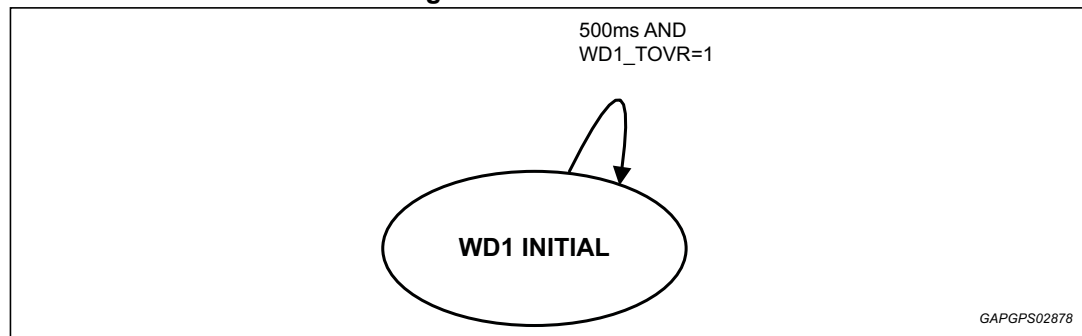 500ms AND
WD1_TOVR=1
WD1 INITIAL
GAPGPS02878